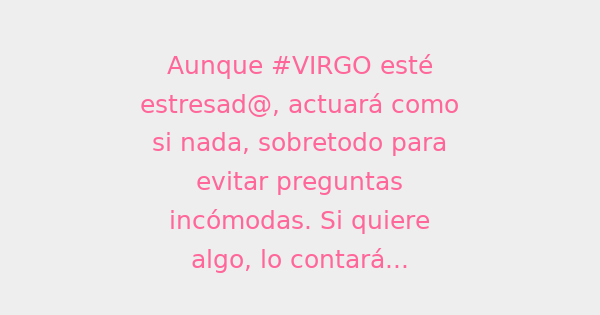 Aunque #VIRGO esté
estresad@, actuará como
si nada, sobretodo para
evitar preguntas
incómodas. Si quiere
algo, lo contará...